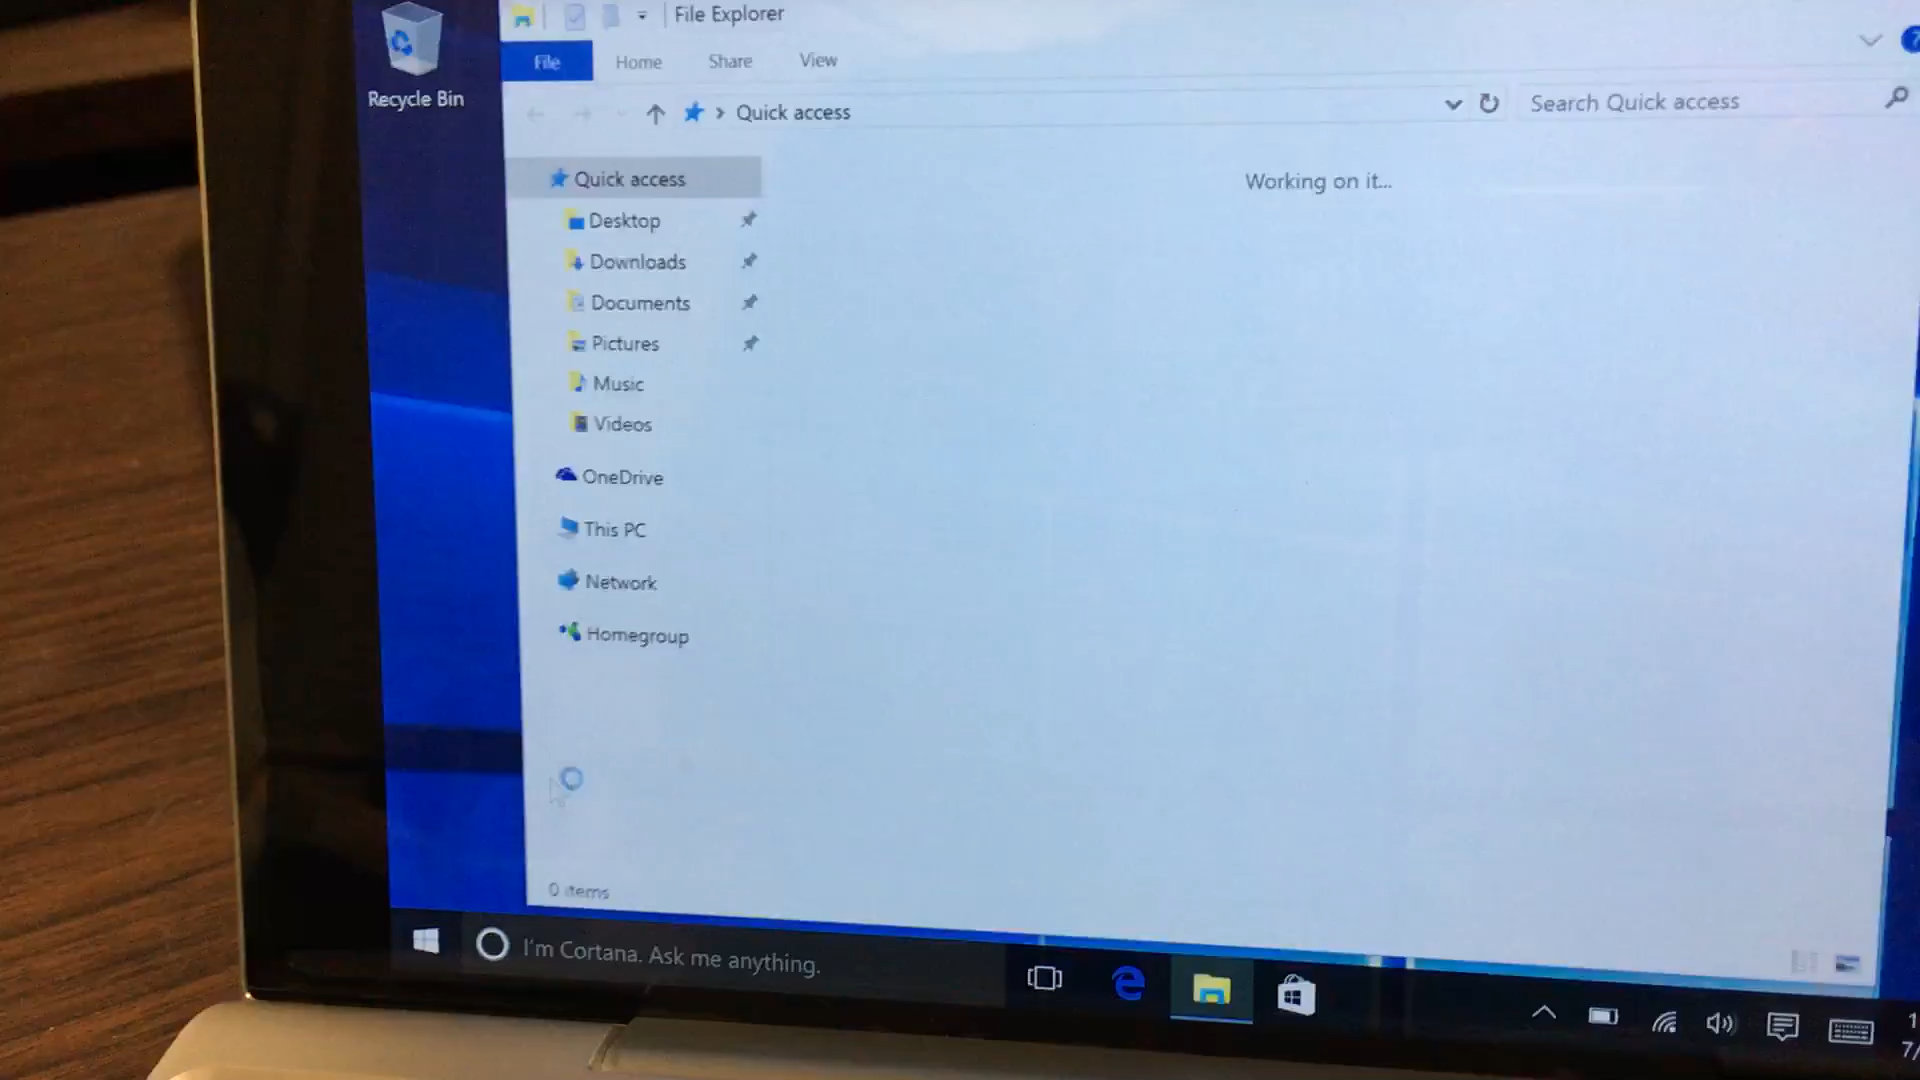 File Explorer
Recycle Bin
File
Home
Share
View
Quick access
Search Quick access
Quick access
Working on it...
Desktop
Downloads
Documents
Pictures
Music
Videos
OneDrive
This PC
Network
Homegroup
0 items
I'm Cortana. Ask me anything.